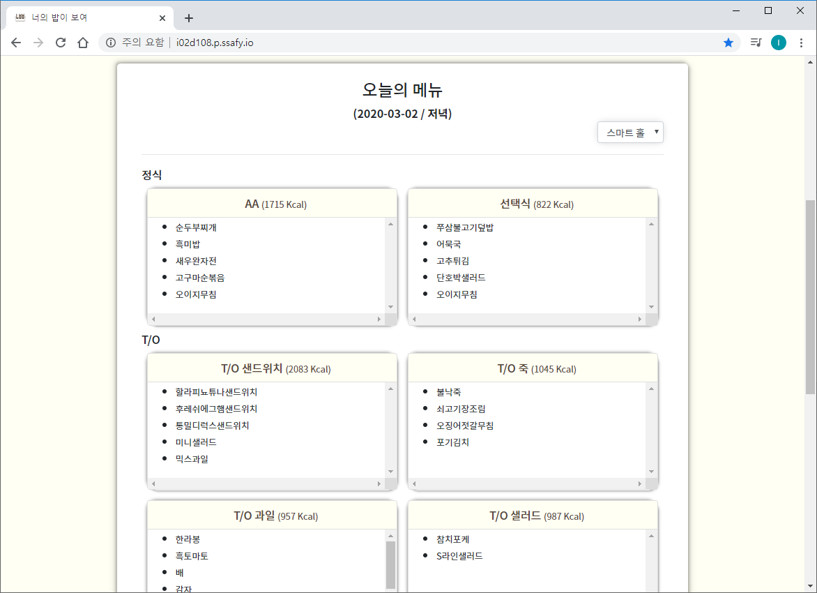 너의 밥이 보여
주의 요함 | i02d108.p.ssafy.io
오늘의 메뉴
(2020-03-02 / 저녁)
스마트 홀
정식
AA (1715 Kcal)
순두부찌개
흑미밥
새우완자전
고구마순볶음
오이지무침
선택식 (822 Kcal)
쭈삼불고기덮밥
어묵국
고추튀김
단호박샐러드
오이지무침
T/O
T/O 샌드위치 (2083 Kcal)
할라피뇨튜나샌드위치
후레쉬에그햄샌드위치
통밀디럭스샌드위치
미니샐러드
믹스과일
T/O 죽 (1045 Kcal)
불낙죽
쇠고기장조림
오징어젓갈무침
포기김치
T/O 과일 (957 Kcal)
한라봉
흑토마토
배
감자
T/O 샐러드 (987 Kcal)
참치포케
S라인샐러드